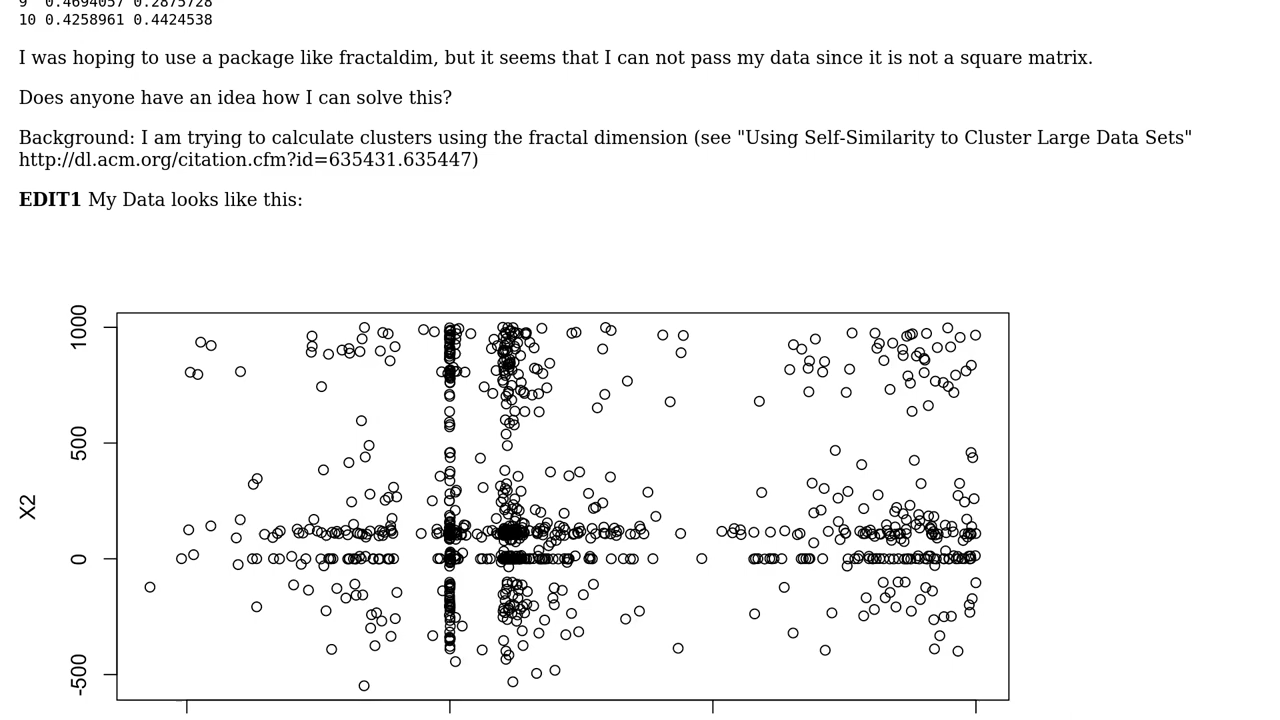 9  0.4694057 0.2875728
10 0.4258961 0.4424538
I was hoping to use a package like fractaldim, but it seems that I can not pass my data since it is not a square matrix.
Does anyone have an idea how I can solve this?
Background: I am trying to calculate clusters using the fractal dimension (see "Using Self-Similarity to Cluster Large Data Sets"
http://dl.acm.org/citation.cfm?id=635431.635447)
EDIT1 My Data looks like this:
1000
500
X2
0
-500